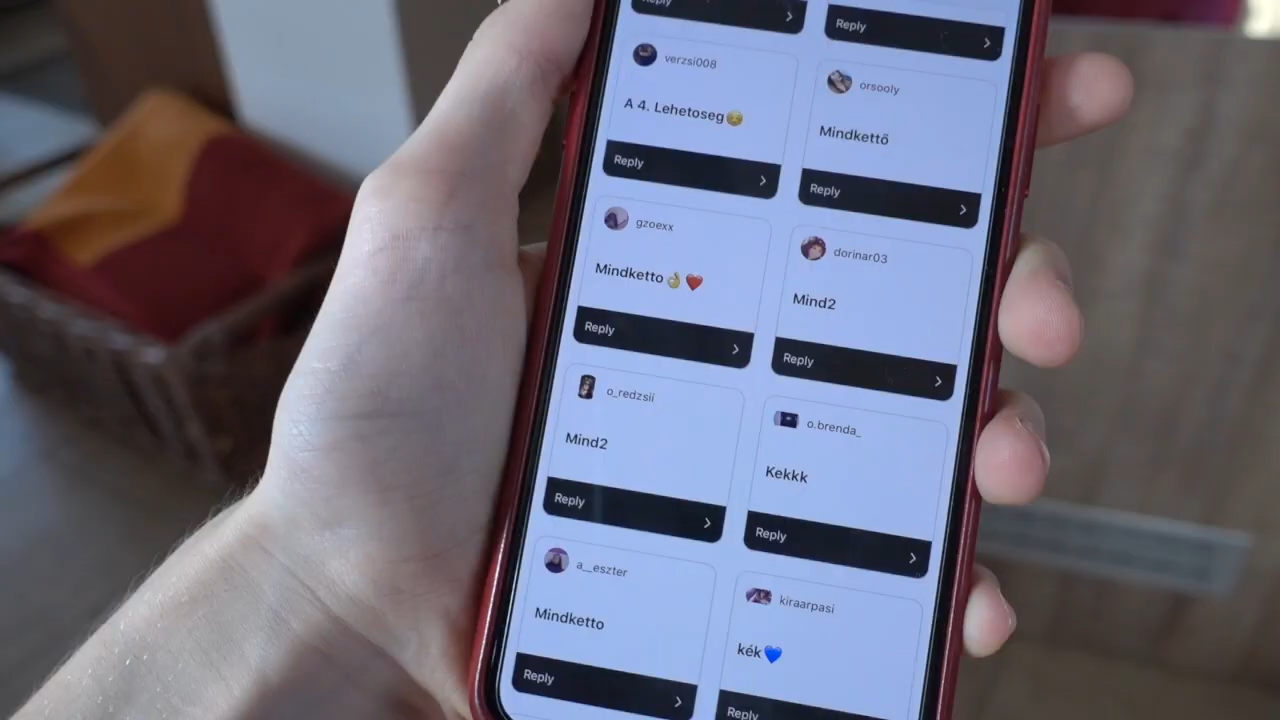 Reply
Reply
verzsi008
A 4. Lehetoseg😣
Reply
orsooly
Mindkettő
Reply
gzoexx
Mindketto👌❤️
Reply
dorinar03
Mind2
Reply
o_redzsii
Mind2
Reply
o.brenda_
Kekkk
Reply
a__eszter
Mindketto
Reply
kiraarpasi
kék💙
Reply